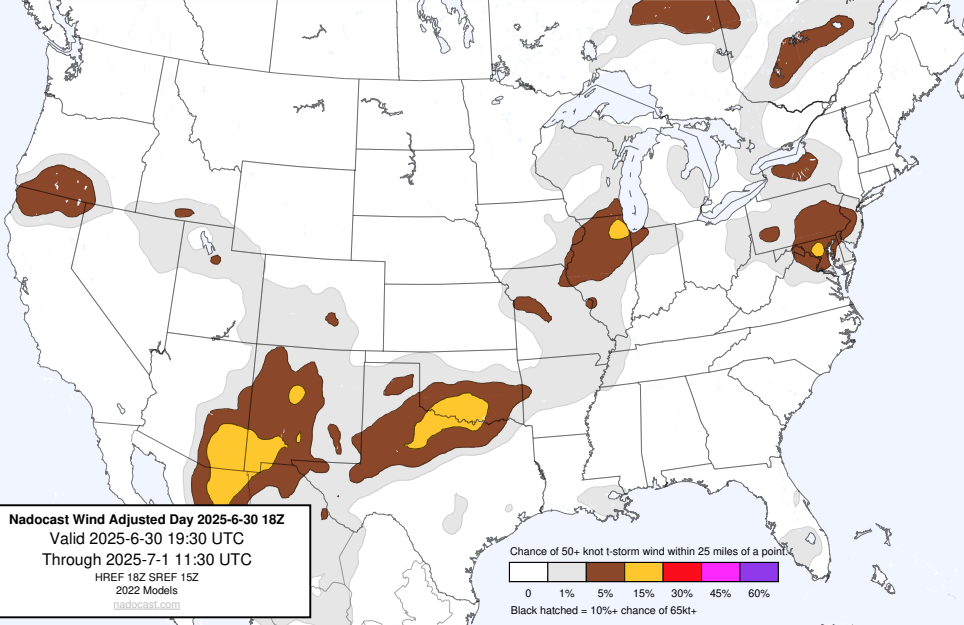 Nadocast Wind Adjusted Day 2025-6-30 18Z
Valid 2025-6-30 19:30 UTC
Through 2025-7-1 11:30 UTC
HREF 18Z SREF 15Z
2022 Models
nadocast.com
Chance of 50+ knot t-storm wind within 25 miles of a point.
0 1% 5% 15% 30% 45% 60%
Black hatched = 10%+ chance of 65kt+